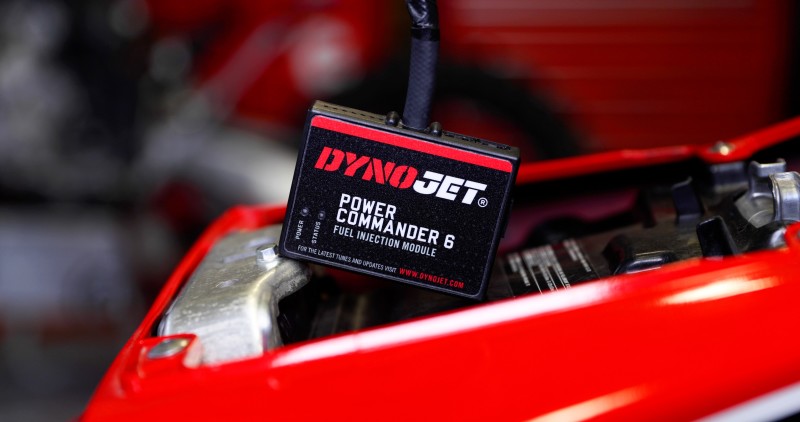 DYNOJET®
POWER
COMMANDER 6
FUEL INJECTION MODULE
POWER
STATUS
FOR THE LATEST TUNES AND UPDATES VISIT WWW.DYNOJET.COM